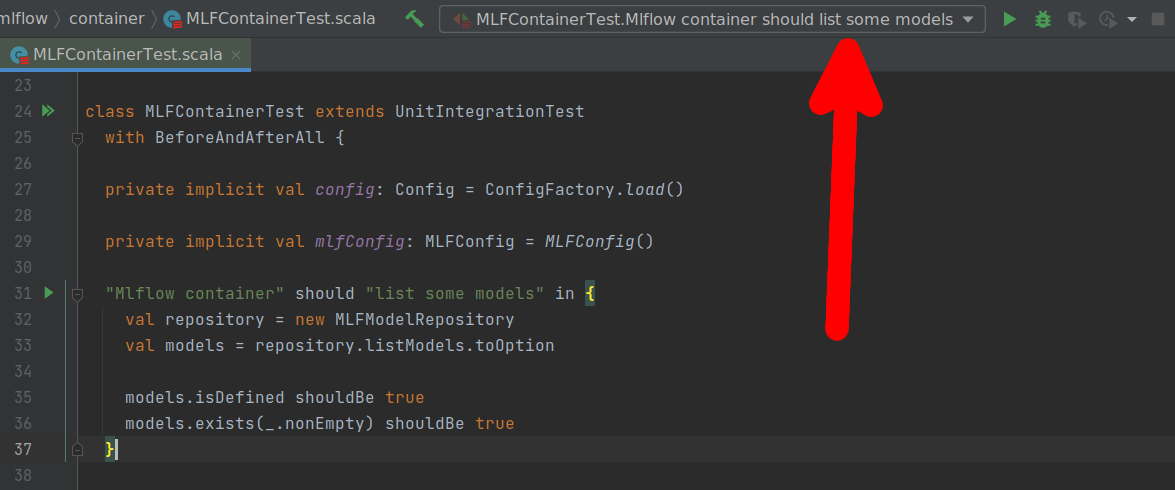 mlflow container MLFContainerTest.scala MLFContainerTest.Mlflow container should list some models
MLFContainerTest.scala
23
24 class MLFContainerTest extends UnitIntegrationTest
25 with BeforeAndAfterAll {
26
27 private implicit val config: Config = ConfigFactory.load()
28
29 private implicit val mlfConfig: MLFConfig = MLFConfig()
30
31 "Mlflow container" should "list some models" in {
32 val repository = new MLFModelRepository
33 val models = repository.listModels.toOption
34
35 models.isDefined shouldBe true
36 models.exists(_.nonEmpty) shouldBe true
37 }
38